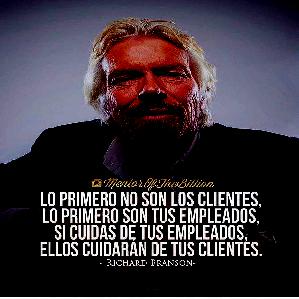 MentorOfTheBillion
LO PRIMERO NO SON LOS CLIENTES,
LO PRIMERO SON TUS EMPLEADOS,
SI CUIDAS DE TUS EMPLEADOS,
ELLOS CUIDARÁN DE TUS CLIENTES.
- RICHARD BRANSON-